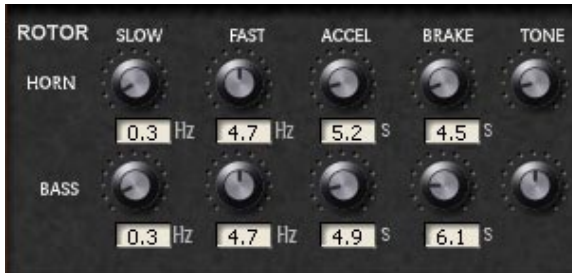 ROTOR SLOW FAST ACCEL BRAKE TONE
HORN
0.3 Hz 4.7 Hz 5.2 s 4.5 s
BASS
0.3 Hz 4.7 Hz 4.9 s 6.1 s